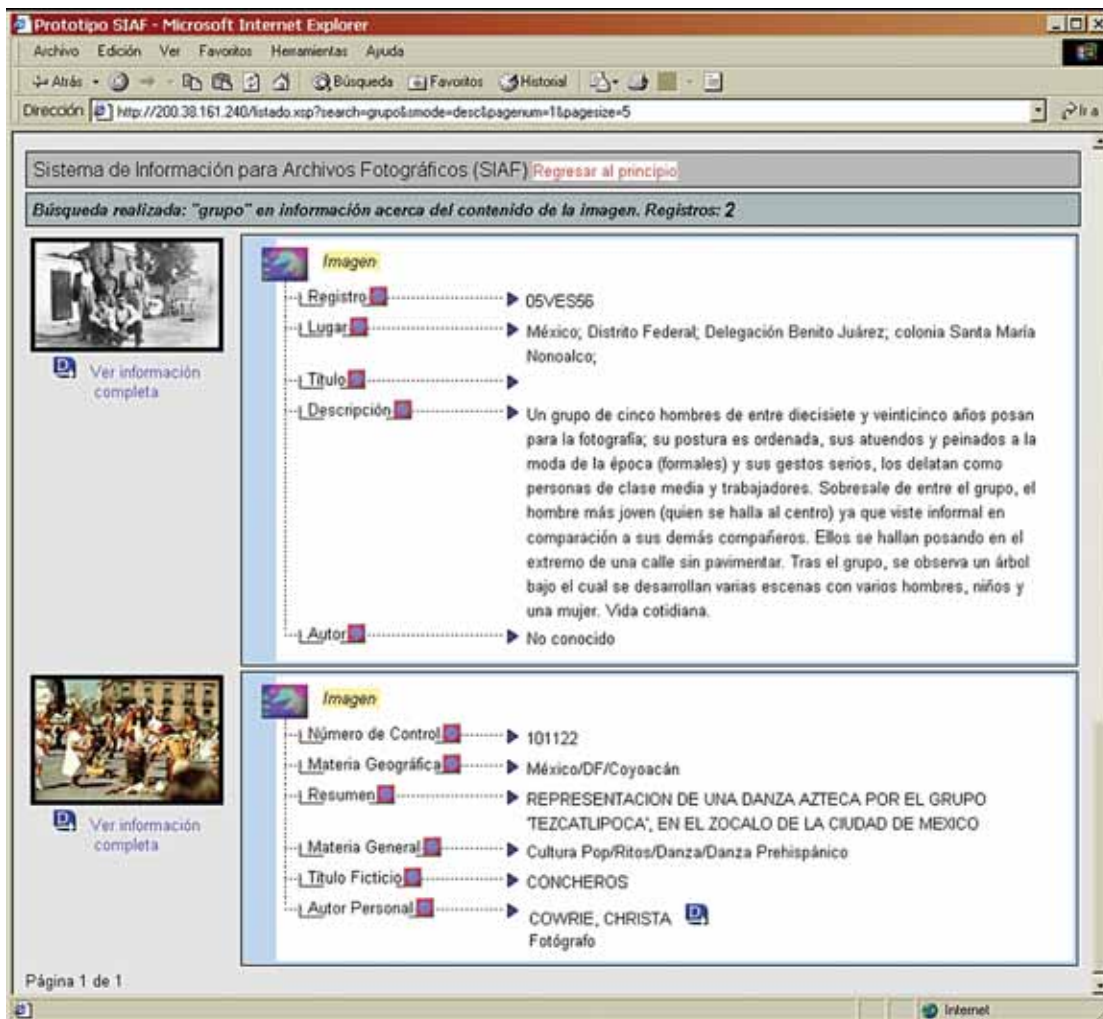 Prototipo SIAF - Microsoft Internet Explorer
Archivo Edición Ver Favoritos Herramientas Ayuda
Atrás Búsqueda Favoritos Historial
Dirección http://200.38.161.240/listado.xsp?search=grupo&smode=desc&pagenum=1&pagesize=5 Ir a
Sistema de Información para Archivos Fotográficos (SIAF) Regresar al principio
Búsqueda realizada: "grupo" en información acerca del contenido de la imagen. Registros: 2
Imagen
Registro 05VES56
Lugar México; Distrito Federal; Delegación Benito Juárez; colonia Santa María
Nonoalco;
Ver información
completa
Título
Descripción Un grupo de cinco hombres de entre diecisiete y veinticinco años posan
para la fotografía; su postura es ordenada, sus atuendos y peinados a la
moda de la época (formales) y sus gestos serios, los delatan como
personas de clase media y trabajadores. Sobresale de entre el grupo, el
hombre más joven (quien se halla al centro) ya que viste informal en
comparación a sus demás compañeros. Ellos se hallan posando en el
extremo de una calle sin pavimentar. Tras el grupo, se observa un árbol
bajo el cual se desarrollan varias escenas con varios hombres, niños y
una mujer. Vida cotidiana.
Autor No conocido
Imagen
Número de Control 101122
Materia Geográfica México/DF/Coyoacán
Resumen REPRESENTACION DE UNA DANZA AZTECA POR EL GRUPO
'TEZCATLIPOCA', EN EL ZOCALO DE LA CIUDAD DE MEXICO
Ver información
completa
Materia General Cultura Pop/Ritos/Danza/Danza Prehispánico
Título Ficticio CONCHEROS
Autor Personal COWRIE, CHRISTA
Fotógrafo
Página 1 de 1
Internet